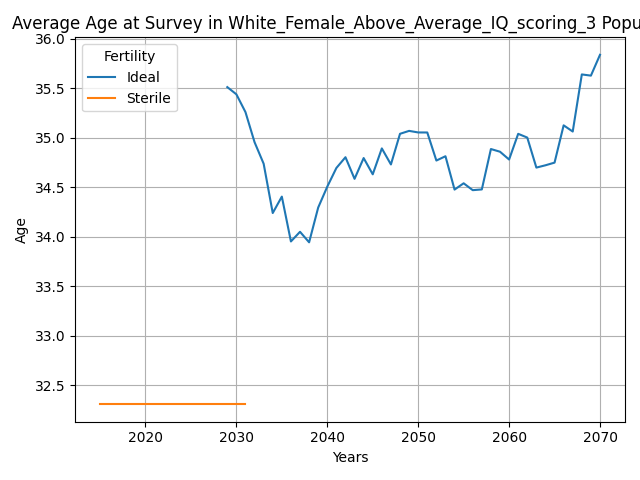 Average Age at Survey in White_Female_Above_Average_IQ_scoring_3 Popu
36.0
35.5
35.0
34.5
34.0
33.5
33.0
32.5
Age
Fertility
Ideal
Sterile
2020 2030 2040 2050 2060 2070
Years